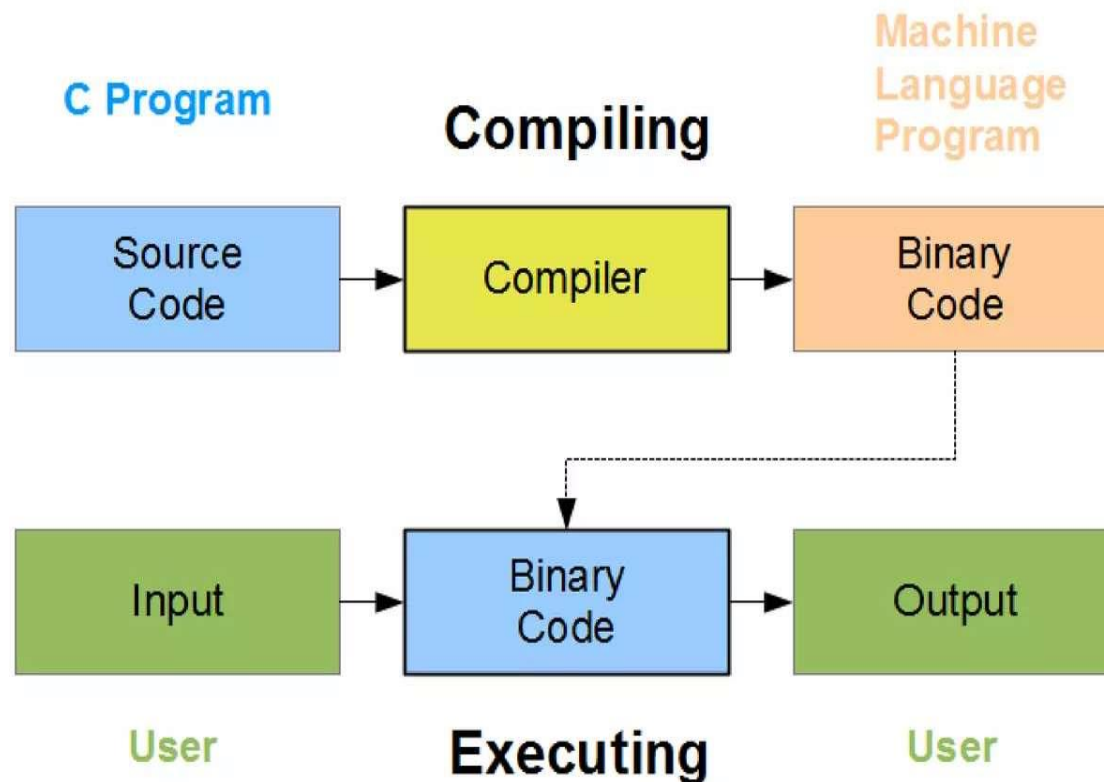 C Program
Compiling
Machine
Language
Program
Source
Code
Compiler
Binary
Code
Input
Binary
Code
Output
User
Executing
User